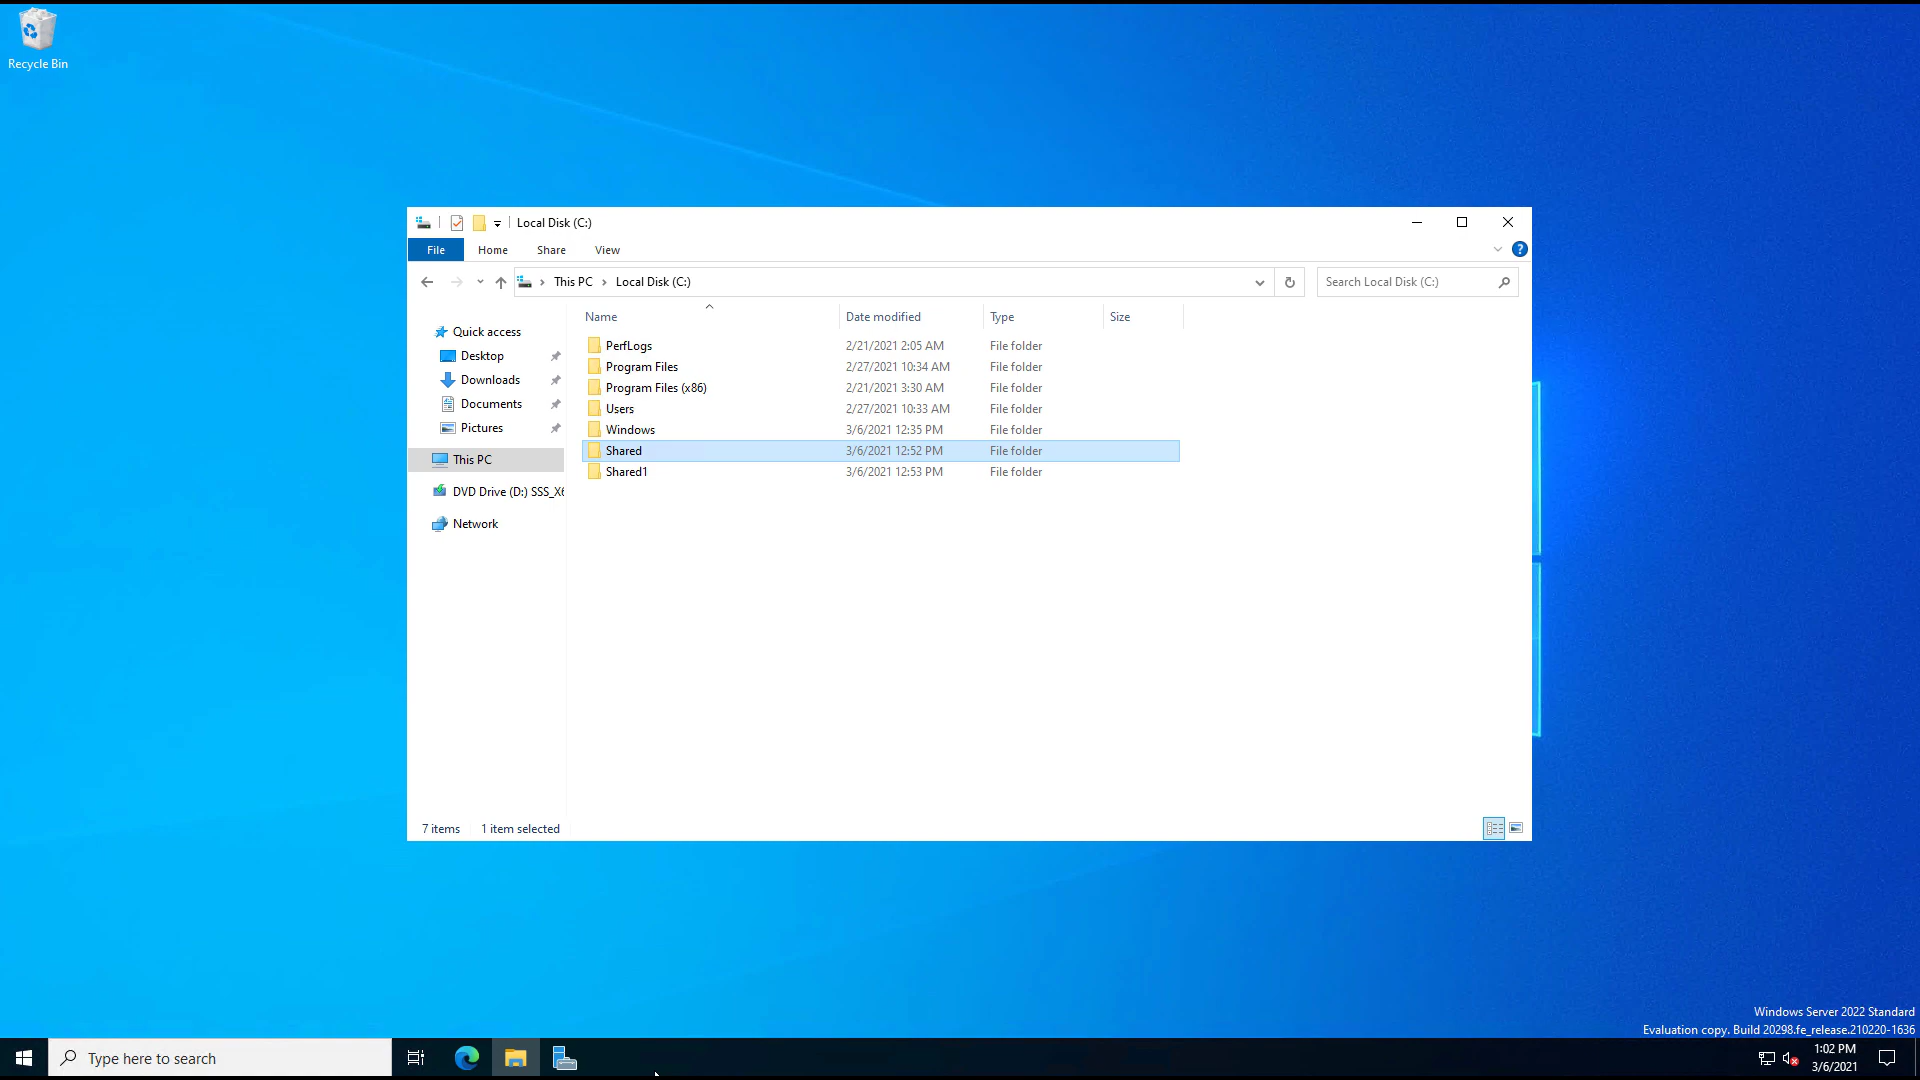 Recycle Bin
Local Disk (C:)
File Home Share View
This PC Local Disk (C:) Search Local Disk (C:)
Name Date modified Type Size
Quick access
Desktop
Downloads
Documents
Pictures
This PC
DVD Drive (D:) SSS_X6
Network
PerfLogs 2/21/2021 2:05 AM File folder
Program Files 2/27/2021 10:34 AM File folder
Program Files (x86) 2/21/2021 3:30 AM File folder
Users 2/27/2021 10:33 AM File folder
Windows 3/6/2021 12:35 PM File folder
Shared 3/6/2021 12:52 PM File folder
Shared1 3/6/2021 12:53 PM File folder
7 items 1 item selected
Windows Server 2022 Standard
Evaluation copy. Build 20298.fe_release.210220-1636
Type here to search
1:02 PM
3/6/2021